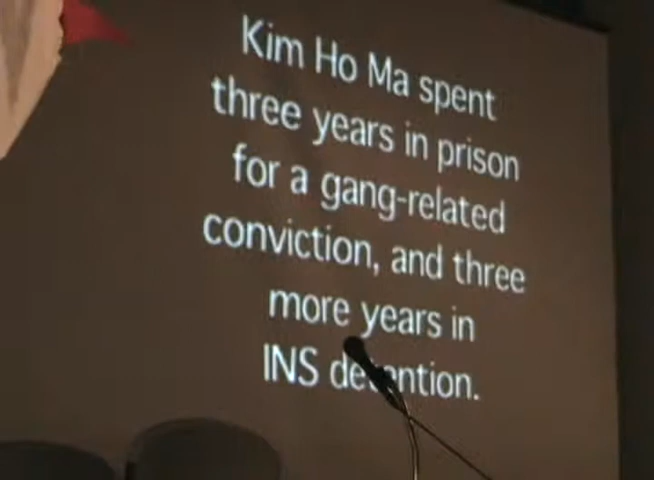 Kim Ho Ma spent
three years in prison
for a gang-related
conviction, and three
more years in
INS detention.